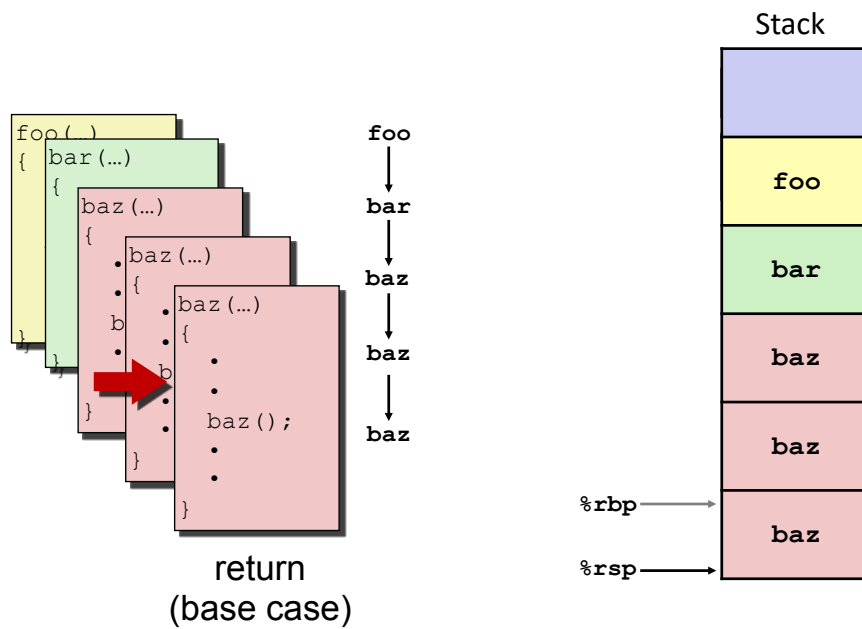 Stack
foo(…)
{
}
bar(…)
{
}
baz(…)
{
•
•
b
•
}
baz(…)
{
•
•
b
•
•
}
baz(…)
{
•
•
baz();
•
•
}
return
(base case)
foo
bar
baz
baz
baz
foo
bar
baz
baz
%rbp
baz
%rsp